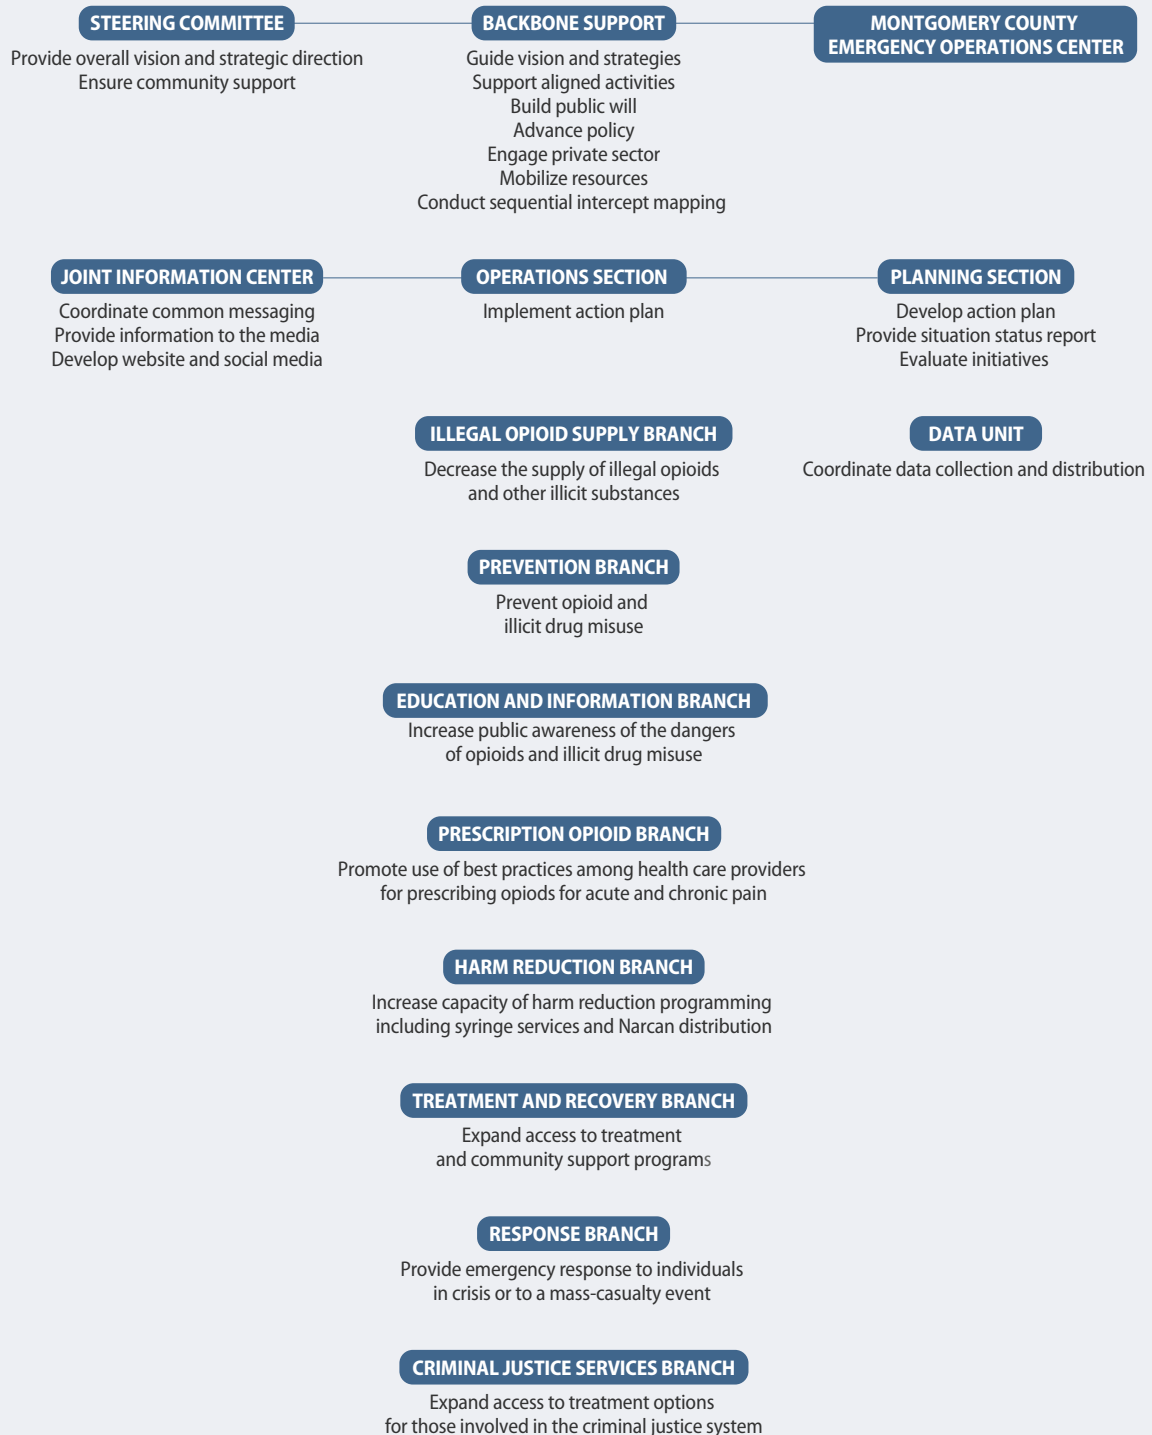 STEERING COMMITTEE
Provide overall vision and strategic direction
Ensure community support
BACKBONE SUPPORT
Guide vision and strategies
Support aligned activities
Build public will
Advance policy
Engage private sector
Mobilize resources
Conduct sequential intercept mapping
MONTGOMERY COUNTY
EMERGENCY OPERATIONS CENTER
JOINT INFORMATION CENTER
Coordinate common messaging
Provide information to the media
Develop website and social media
OPERATIONS SECTION
Implement action plan
PLANNING SECTION
Develop action plan
Provide situation status report
Evaluate initiatives
ILLEGAL OPIOID SUPPLY BRANCH
Decrease the supply of illegal opioids
and other illicit substances
DATA UNIT
Coordinate data collection and distribution
PREVENTION BRANCH
Prevent opioid and
illicit drug misuse
EDUCATION AND INFORMATION BRANCH
Increase public awareness of the dangers
of opioids and illicit drug misuse
PRESCRIPTION OPIOID BRANCH
Promote use of best practices among health care providers
for prescribing opiods for acute and chronic pain
HARM REDUCTION BRANCH
Increase capacity of harm reduction programming
including syringe services and Narcan distribution
TREATMENT AND RECOVERY BRANCH
Expand access to treatment
and community support programs
RESPONSE BRANCH
Provide emergency response to individuals
in crisis or to a mass-casualty event
CRIMINAL JUSTICE SERVICES BRANCH
Expand access to treatment options
for those involved in the criminal justice system